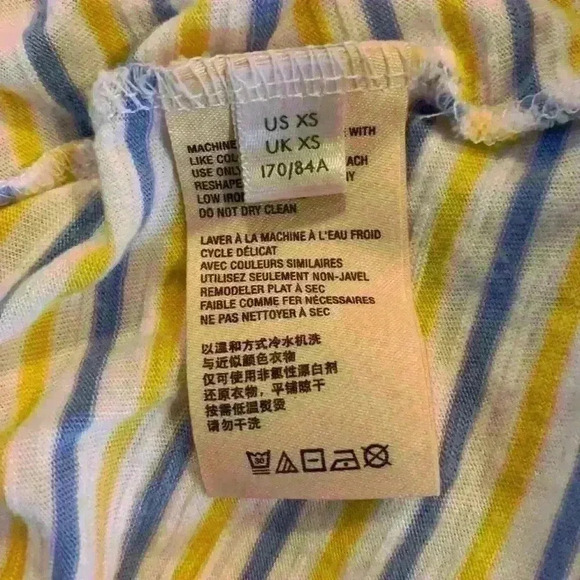 US XS
UK XS
170/84A
MACHINE WITH
LIKE
USE ONLY
RESHAPE
LOW IRON
DO NOT DRY CLEAN
LAVER À LA MACHINE À L'EAU FROID
CYCLE DÉLICAT
AVEC COULEURS SIMILAIRES
UTILISEZ SEULEMENT NON-JAVEL
REMODELER PLAT À SEC
FAIBLE COMME FER NÉCESSAIRES
NE PAS NETTOYER À SEC
以温和方式冷水机洗
与近似颜色衣物
仅可使用非氯性漂白剂
还原衣物，平铺晾干
按需低温熨烫
请勿干洗
30